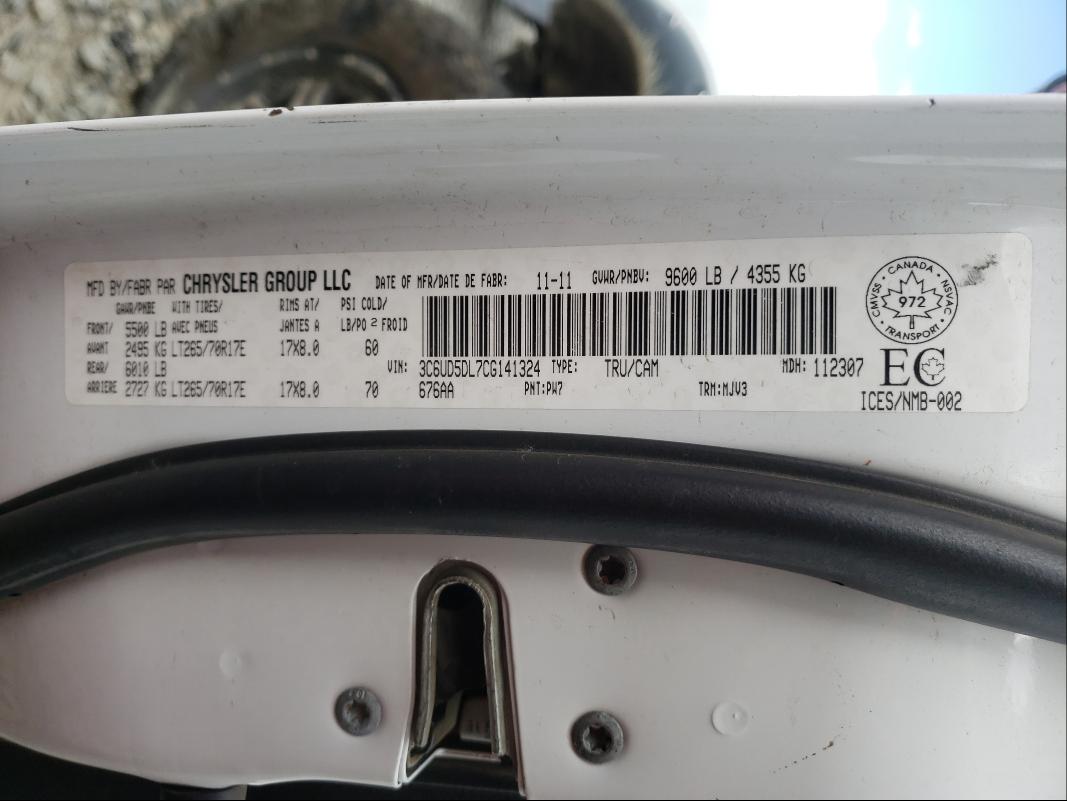 MFD BY/FABR PAR CHRYSLER GROUP LLC DATE OF MFR/DATE DE FABR: 11-11 GVWR/PNBV: 9600 LB / 4355 KG
GAWR/PNBE WITH TIRES/ RIMS AT/ PSI COLD/
FRONT/ 5500 LB AVEC PNEUS JANTES A LB/PO 2 FROID
AVANT 2495 KG LT265/70R17E 17X8.0 60
REAR/ 6010 LB
ARRIERE 2727 KG LT265/70R17E 17X8.0 70
VIN: 3C6UD5DL7CG141324 TYPE: TRU/CAM MDH: 112307
676AA PNT:PW7 TRM:MJV3
CANADA
CMVSS NSVAC
972
TRANSPORT
EC
ICES/NMB-002